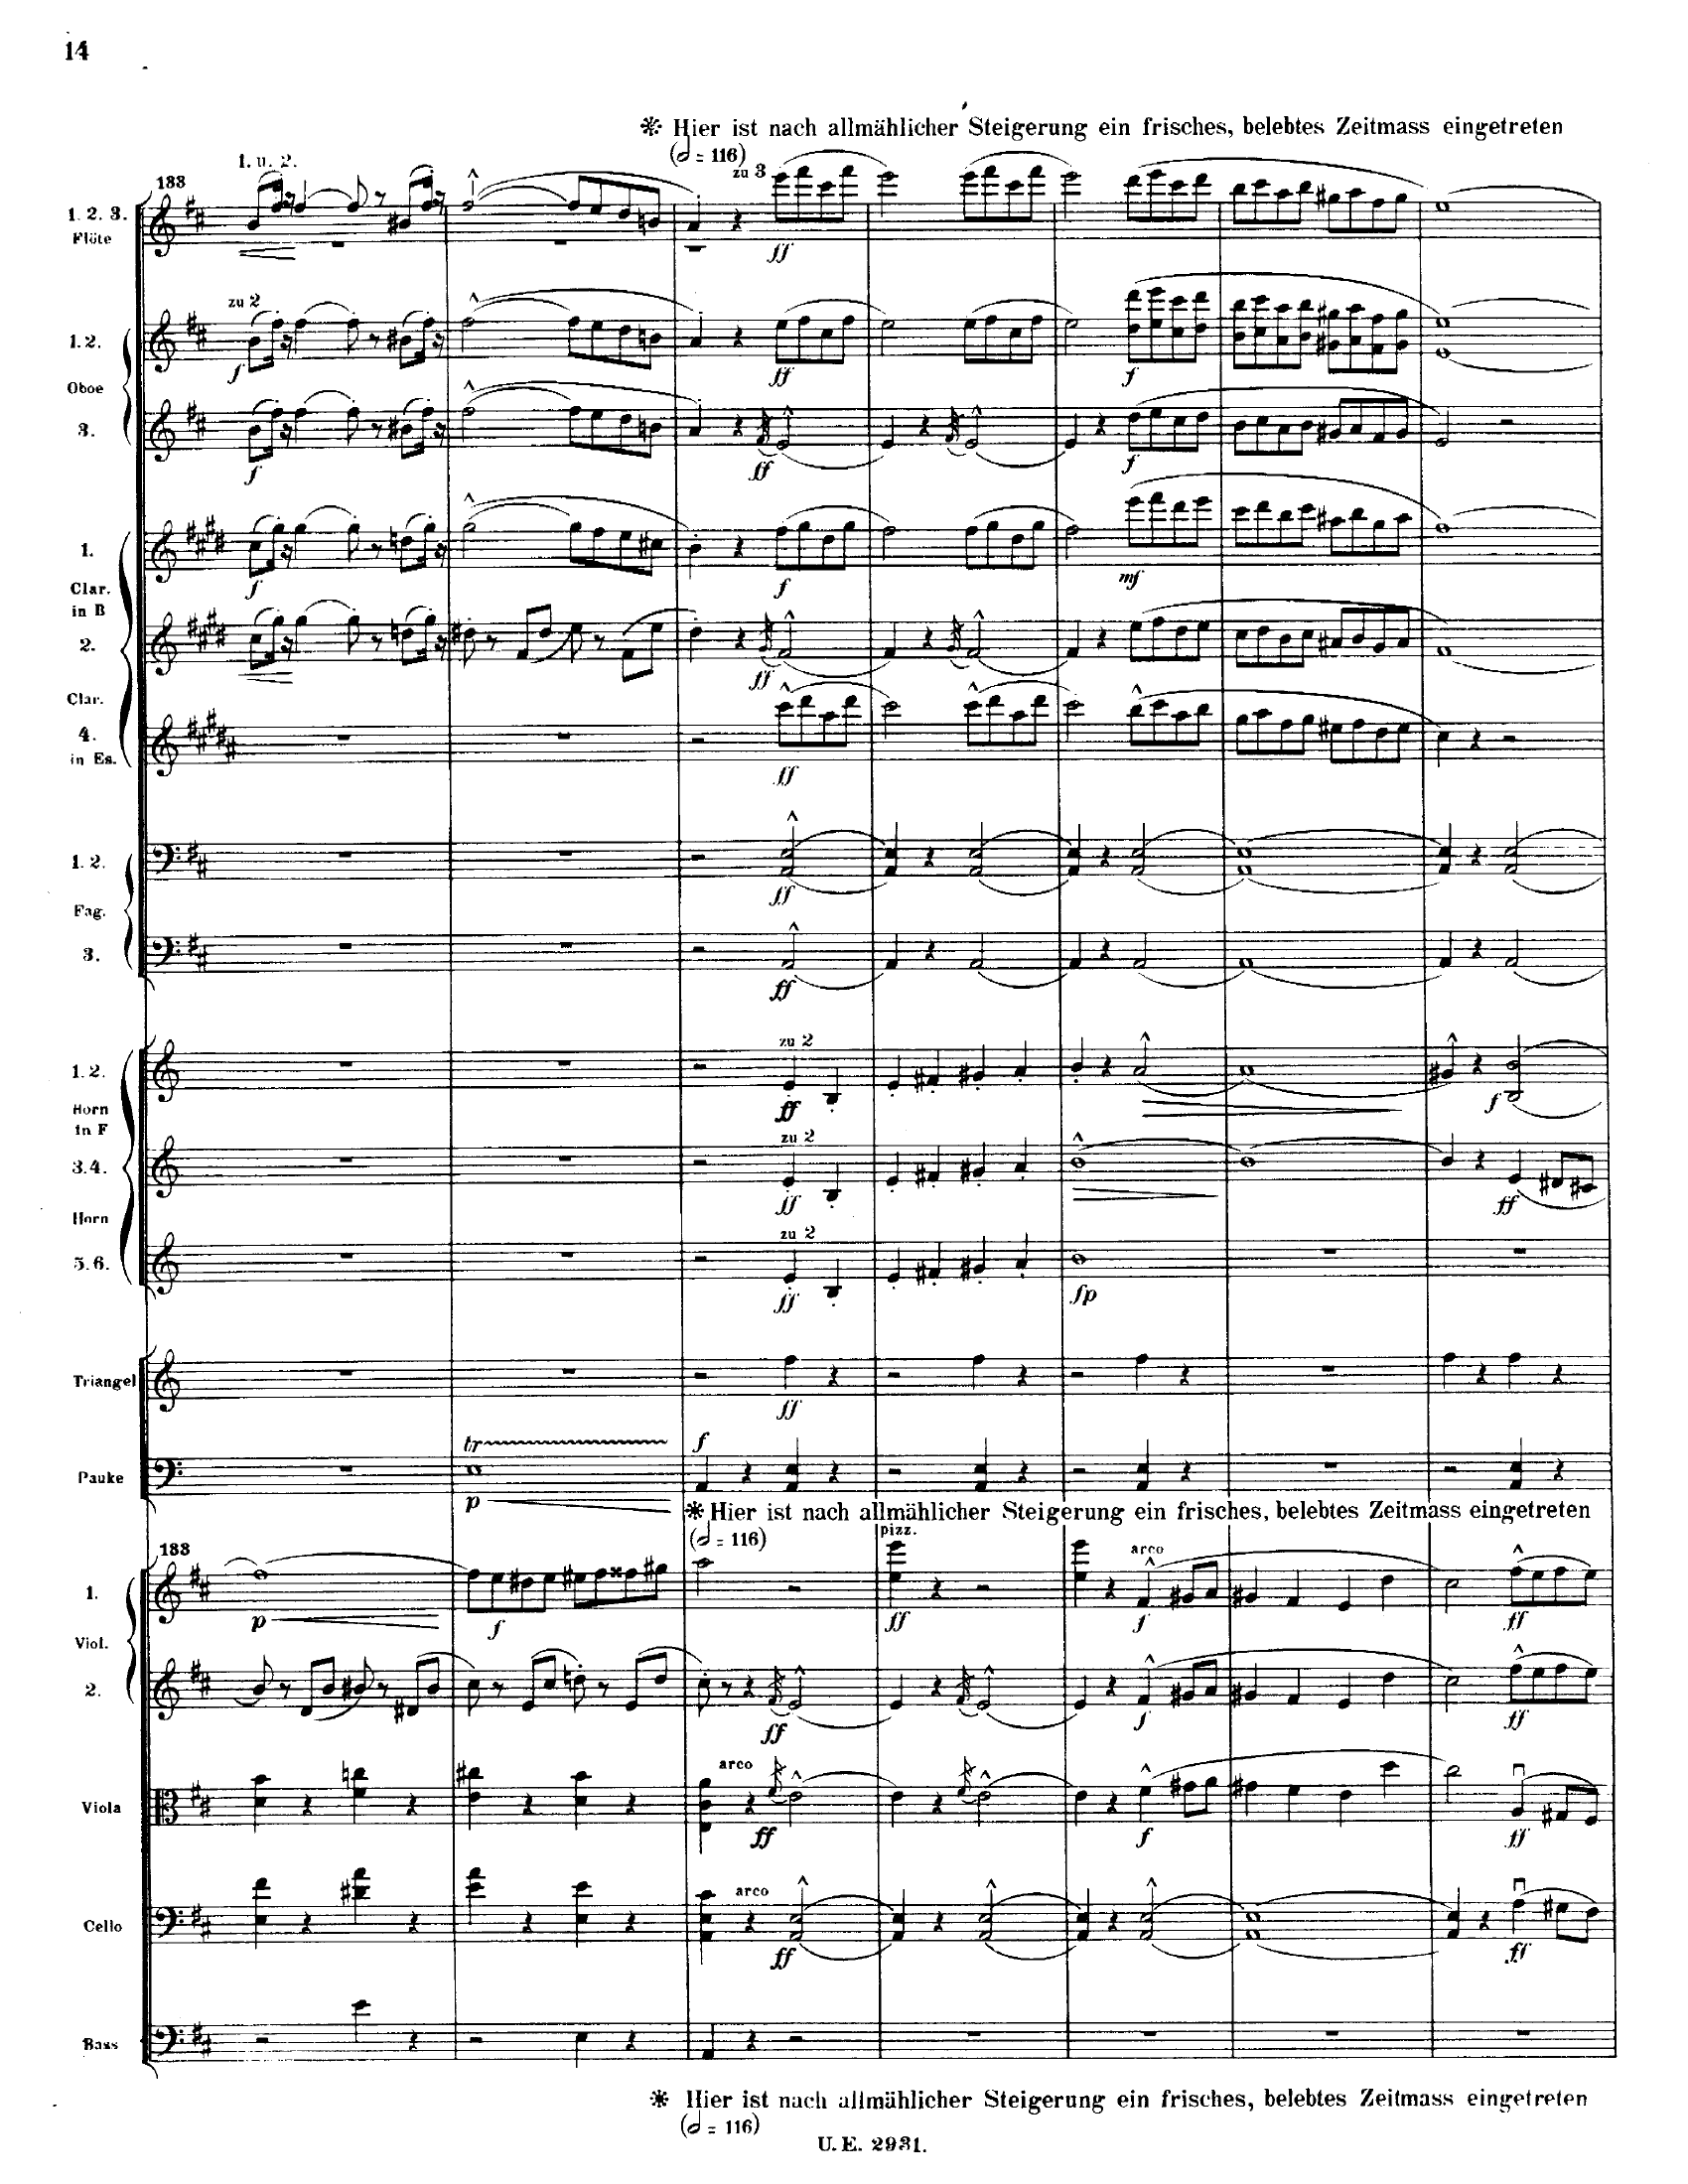 14
* Hier ist nach allmählicher Steigerung ein frisches, belebtes Zeitmass eingetreten
1. u. 2.
(𝅗𝅥 = 116)
zu 3
133
1. 2. 3.
Flöte
ff
zu 2
1. 2.
f
ff
f
Oboe
3.
f
ff
f
1.
f
f
mf
Clar.
in B
2.
ff
Clar.
4.
in Es.
ff
1. 2.
ff
Fag.
3.
ff
zu 2
1. 2.
ff
f
Horn
in F
zu 2
3. 4.
ff
ff
Horn
zu 2
5. 6.
ff
fp
Triangel
ff
tr
f
Pauke
p
* Hier ist nach allmählicher Steigerung ein frisches, belebtes Zeitmass eingetreten
(𝅗𝅥 = 116)
pizz.
arco
133
1.
p
f
ff
f
ff
Viol.
2.
ff
f
ff
arco
Viola
ff
f
ff
arco
Cello
ff
ff
Bass
* Hier ist nach allmählicher Steigerung ein frisches, belebtes Zeitmass eingetreten
(𝅗𝅥 = 116)
U. E. 2931.